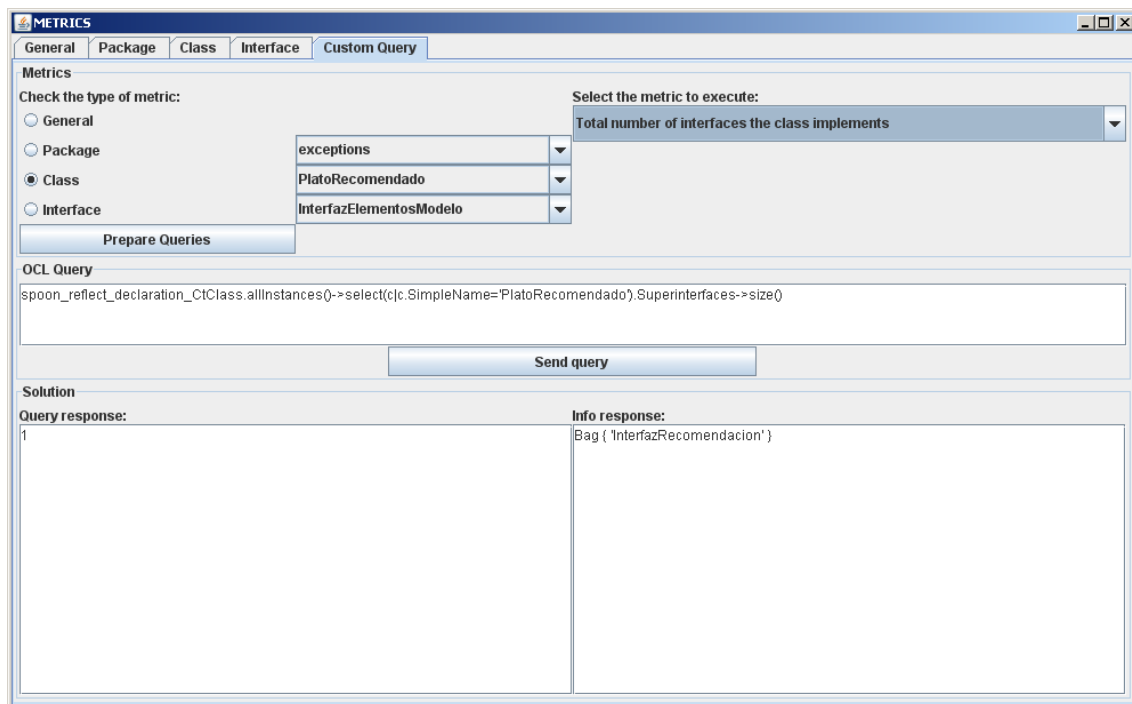 METRICS
General Package Class Interface Custom Query
Metrics
Check the type of metric:
Select the metric to execute:
General
Total number of interfaces the class implements
Package
exceptions
Class
PlatoRecomendado
Interface
InterfazElementosModelo
Prepare Queries
OCL Query
spoon_reflect_declaration_CtClass.allInstances()->select(c|c.SimpleName='PlatoRecomendado').Superinterfaces->size()
Send query
Solution
Query response:
Info response:
1
Bag { 'InterfazRecomendacion' }